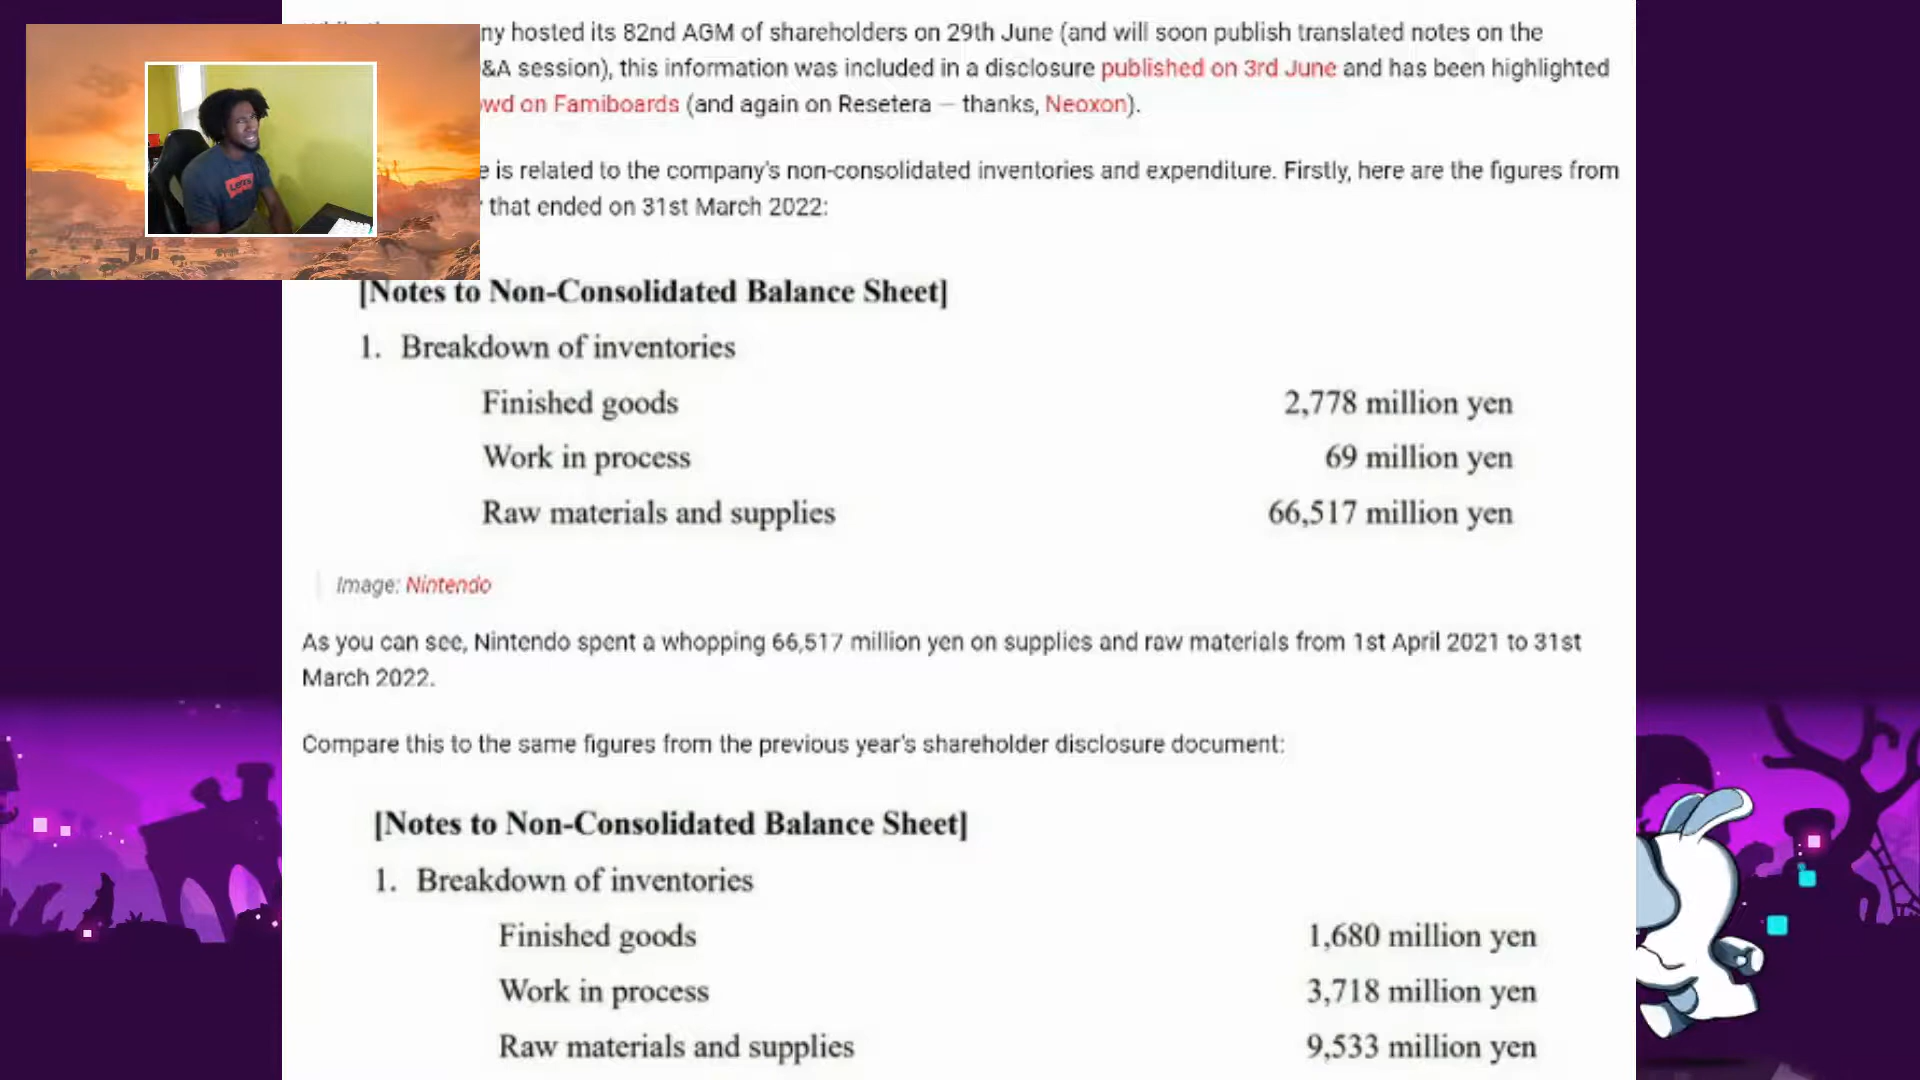 ny hosted its 82nd AGM of shareholders on 29th June (and will soon publish translated notes on the
&A session), this information was included in a disclosure published on 3rd June and has been highlighted
wd on Famiboards (and again on Resetera — thanks, Neoxon).
e is related to the company's non-consolidated inventories and expenditure. Firstly, here are the figures from
that ended on 31st March 2022:
[Notes to Non-Consolidated Balance Sheet]
1. Breakdown of inventories
Finished goods 2,778 million yen
Work in process 69 million yen
Raw materials and supplies 66,517 million yen
Image: Nintendo
As you can see, Nintendo spent a whopping 66,517 million yen on supplies and raw materials from 1st April 2021 to 31st
March 2022.
Compare this to the same figures from the previous year's shareholder disclosure document:
[Notes to Non-Consolidated Balance Sheet]
1. Breakdown of inventories
Finished goods 1,680 million yen
Work in process 3,718 million yen
Raw materials and supplies 9,533 million yen